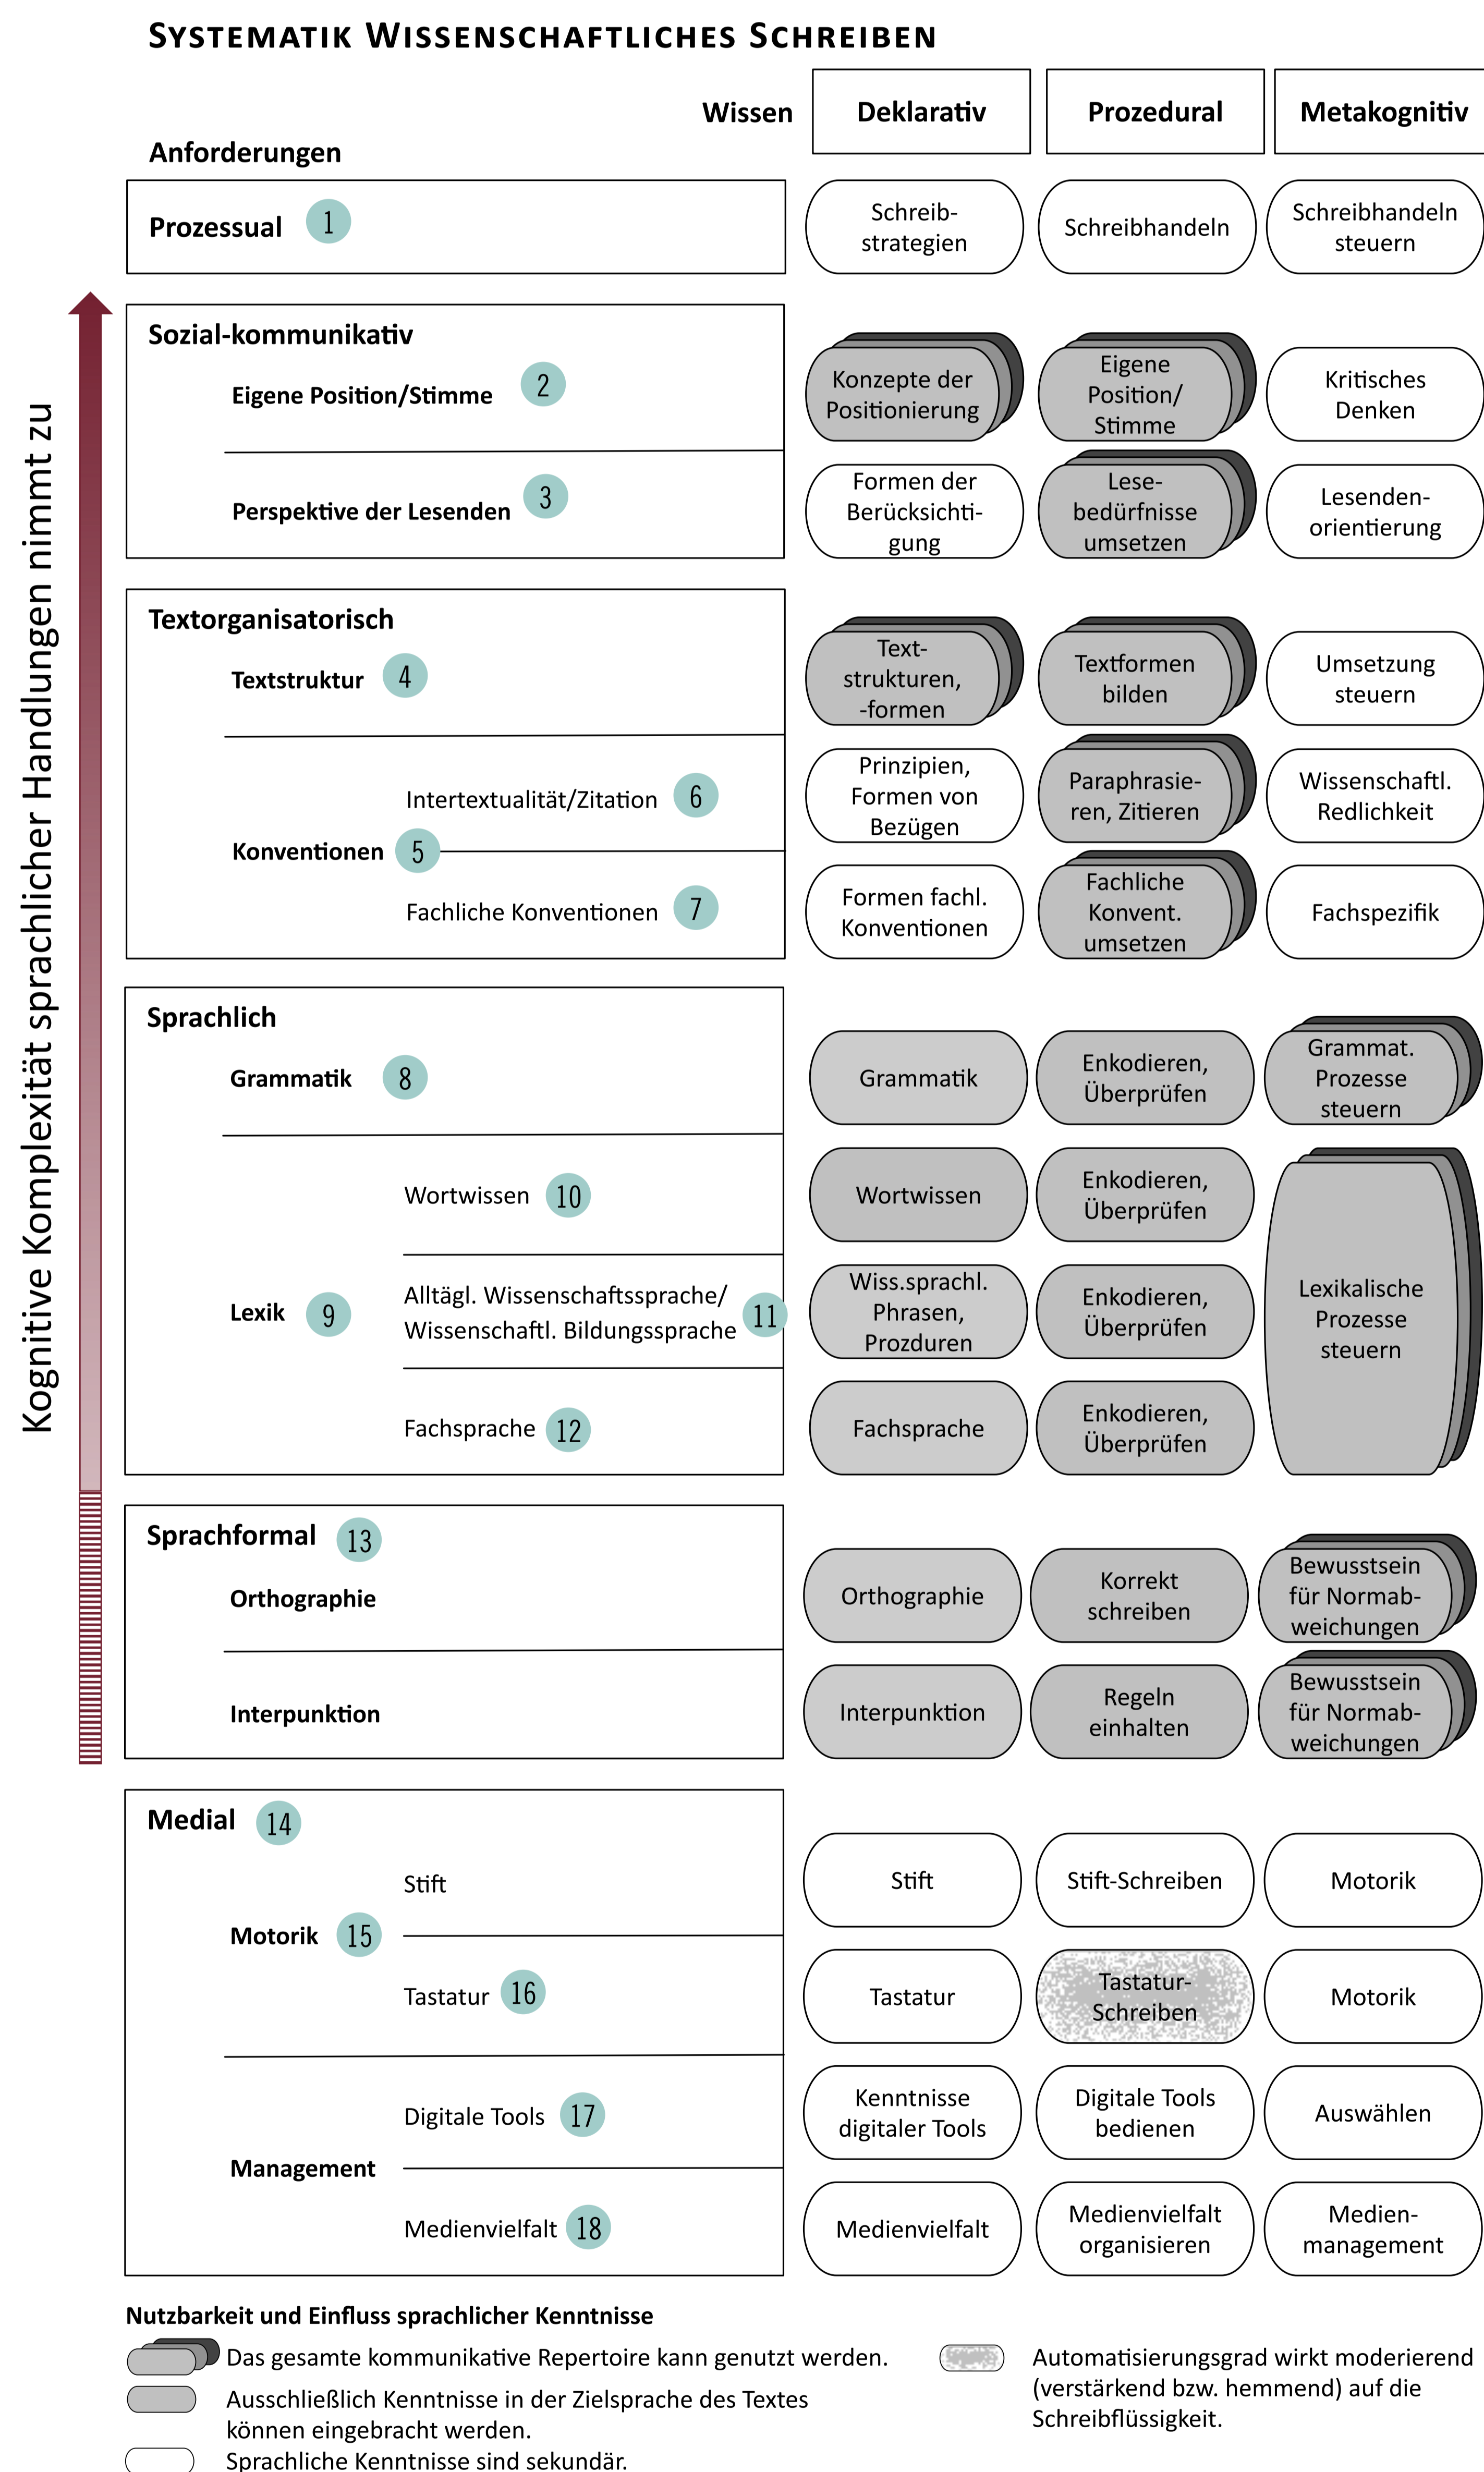 SYSTEMATIK WISSENSCHAFTLICHES SCHREIBEN
Wissen
Deklarativ
Prozedural
Metakognitiv
Anforderungen
Prozessual 1
Schreib-
strategien
Schreibhandeln
Schreibhandeln
steuern
Kognitive Komplexität sprachlicher Handlungen nimmt zu
Sozial-kommunikativ
Eigene Position/Stimme 2
Konzepte der
Positionierung
Eigene
Position/
Stimme
Kritisches
Denken
Perspektive der Lesenden 3
Formen der
Berücksichti-
gung
Lese-
bedürfnisse
umsetzen
Lesenden-
orientierung
Textorganisatorisch
Textstruktur 4
Text-
strukturen,
-formen
Textformen
bilden
Umsetzung
steuern
Konventionen 5
Intertextualität/Zitation 6
Prinzipien,
Formen von
Bezügen
Paraphrasie-
ren, Zitieren
Wissenschaftl.
Redlichkeit
Fachliche Konventionen 7
Formen fachl.
Konventionen
Fachliche
Konvent.
umsetzen
Fachspezifik
Sprachlich
Grammatik 8
Grammatik
Enkodieren,
Überprüfen
Grammat.
Prozesse
steuern
Lexik 9
Wortwissen 10
Wortwissen
Enkodieren,
Überprüfen
Lexikalische
Prozesse
steuern
Alltägl. Wissenschaftssprache/
Wissenschaftl. Bildungssprache 11
Wiss.sprachl.
Phrasen,
Prozduren
Enkodieren,
Überprüfen
Fachsprache 12
Fachsprache
Enkodieren,
Überprüfen
Sprachformal 13
Orthographie
Orthographie
Korrekt
schreiben
Bewusstsein
für Normab-
weichungen
Interpunktion
Interpunktion
Regeln
einhalten
Bewusstsein
für Normab-
weichungen
Medial 14
Motorik 15
Stift
Stift
Stift-Schreiben
Motorik
Tastatur 16
Tastatur
Tastatur-
Schreiben
Motorik
Management
Digitale Tools 17
Kenntnisse
digitaler Tools
Digitale Tools
bedienen
Auswählen
Medienvielfalt 18
Medienvielfalt
Medienvielfalt
organisieren
Medien-
management
Nutzbarkeit und Einfluss sprachlicher Kenntnisse
Das gesamte kommunikative Repertoire kann genutzt werden.
Ausschließlich Kenntnisse in der Zielsprache des Textes
können eingebracht werden.
Sprachliche Kenntnisse sind sekundär.
Automatisierungsgrad wirkt moderierend
(verstärkend bzw. hemmend) auf die
Schreibflüssigkeit.